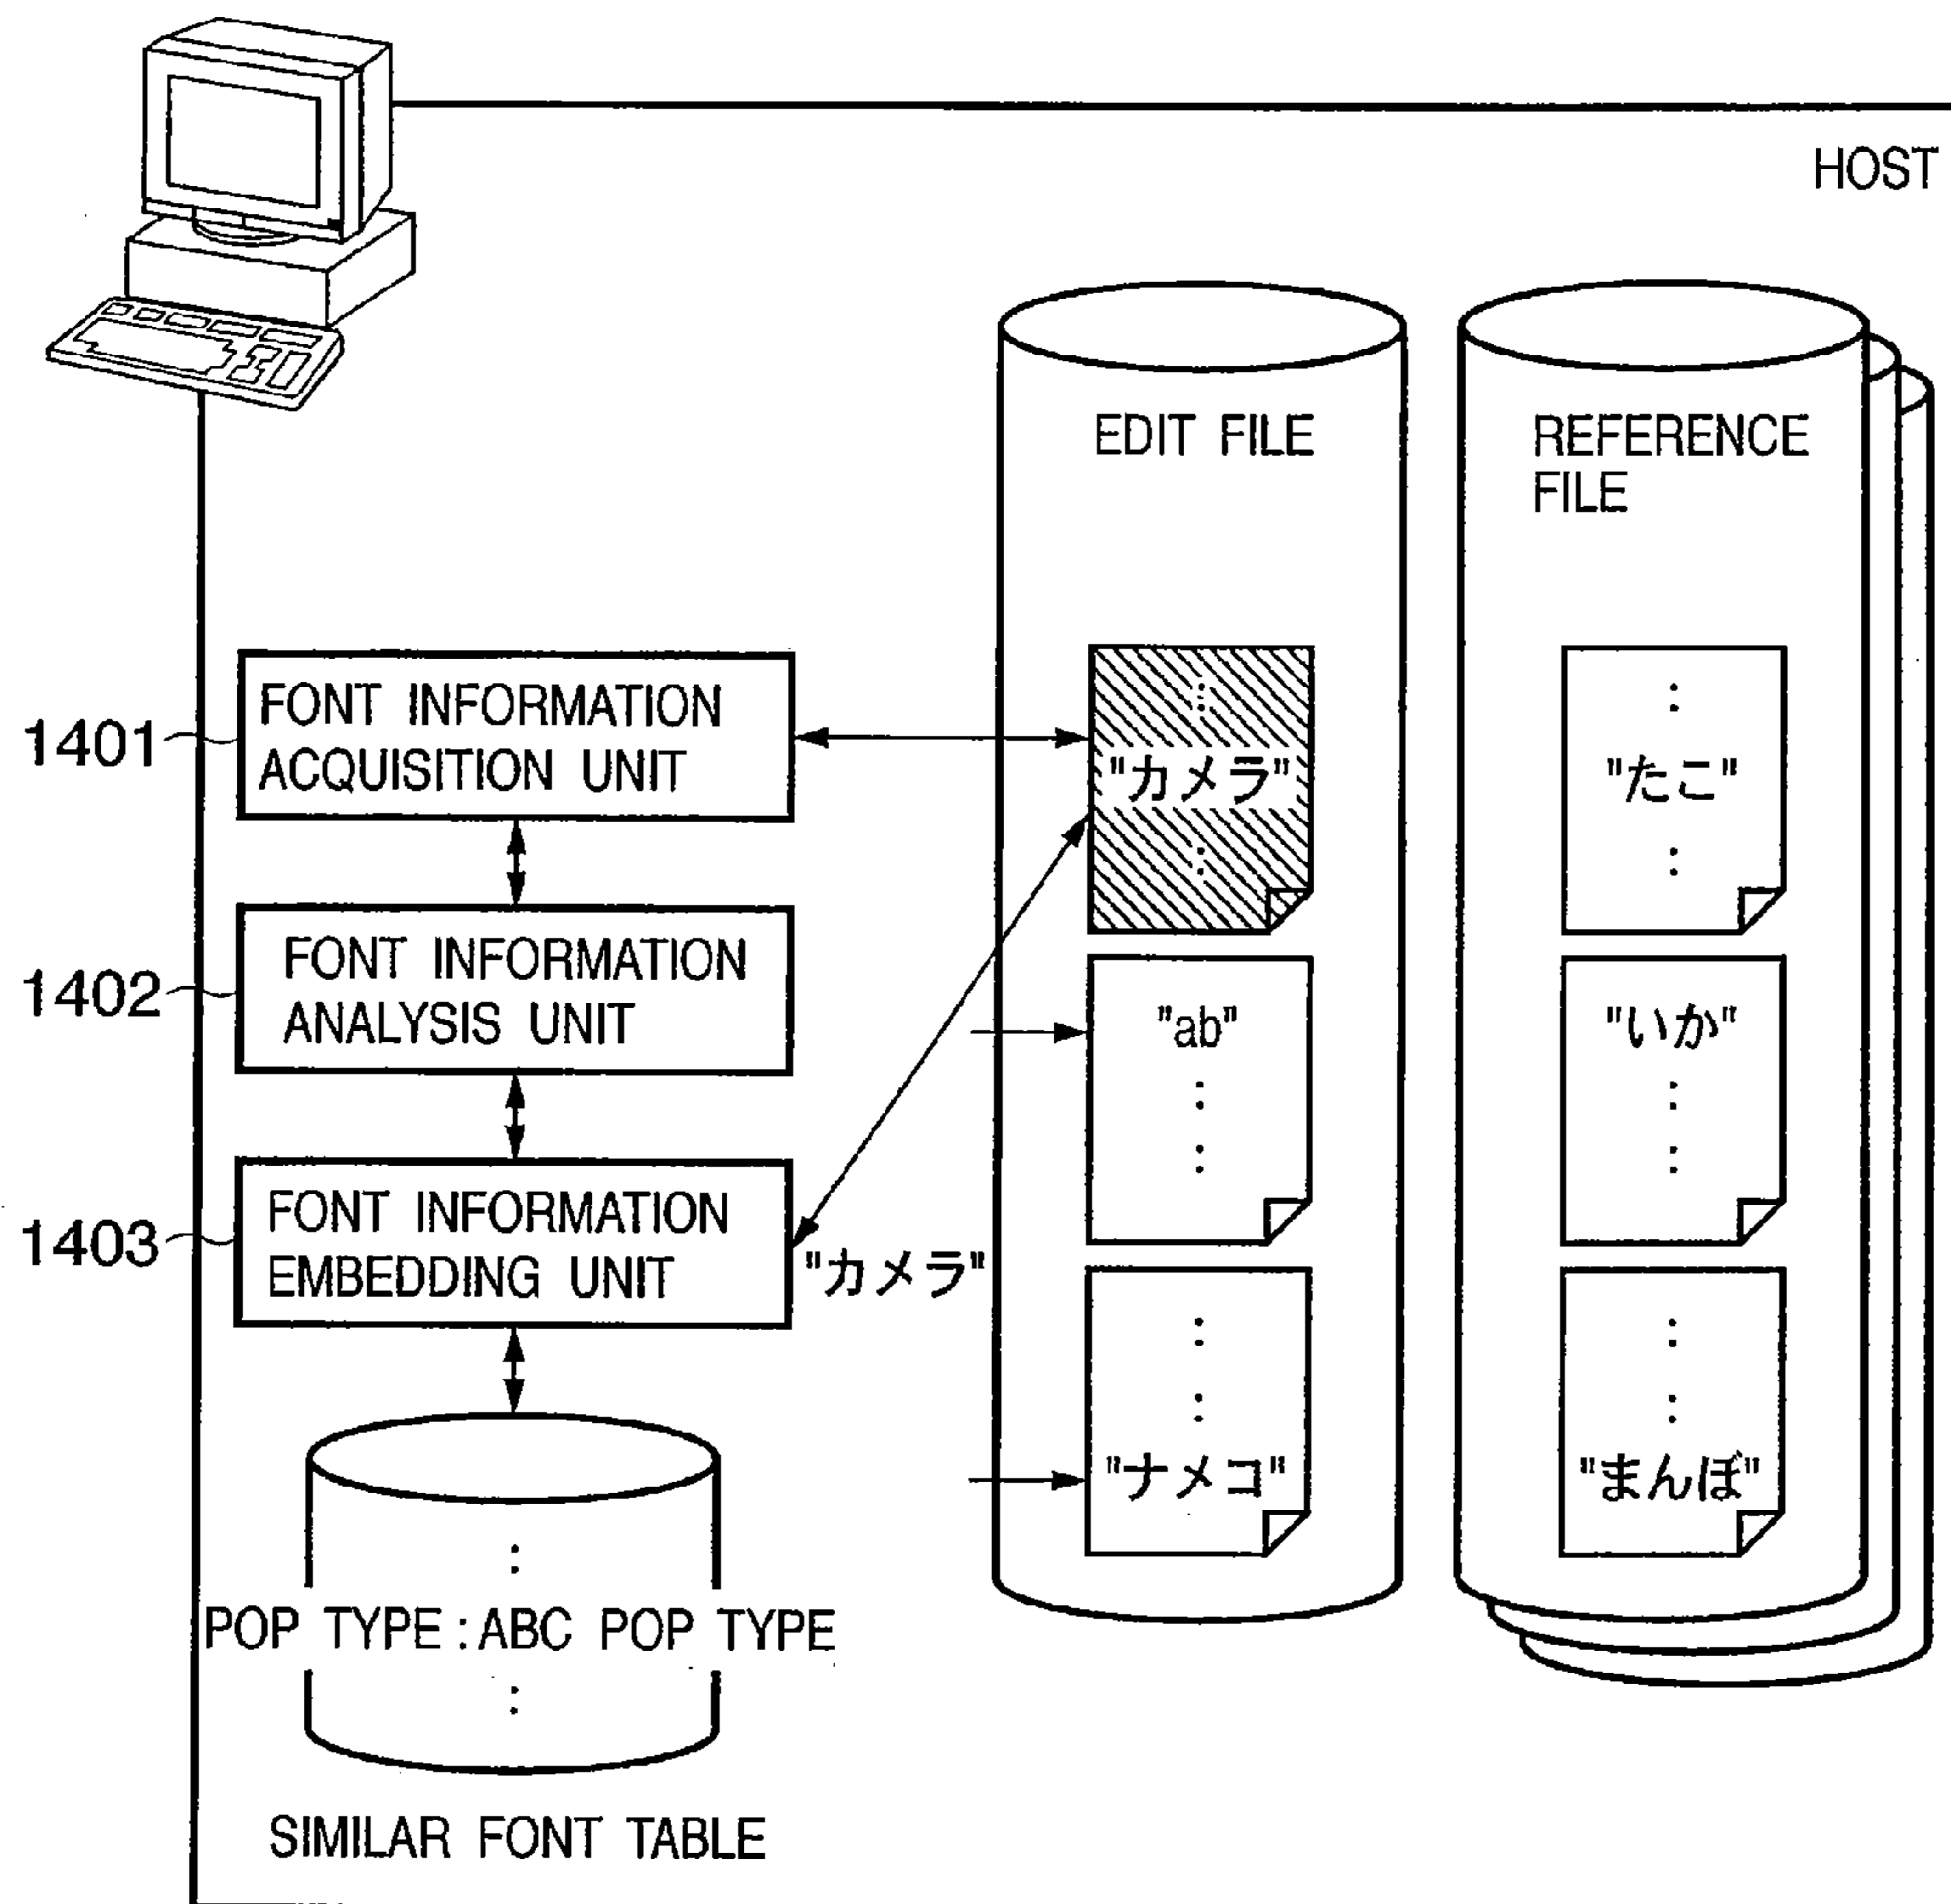 HOST
EDIT FILE
REFERENCE
FILE
1401
FONT INFORMATION
ACQUISITION UNIT
"カメラ"
"たこ"
1402
FONT INFORMATION
ANALYSIS UNIT
"ab"
"いか"
1403
FONT INFORMATION
EMBEDDING UNIT
"カメラ"
"ナメコ"
"まんぼ"
POP TYPE : ABC POP TYPE
SIMILAR FONT TABLE